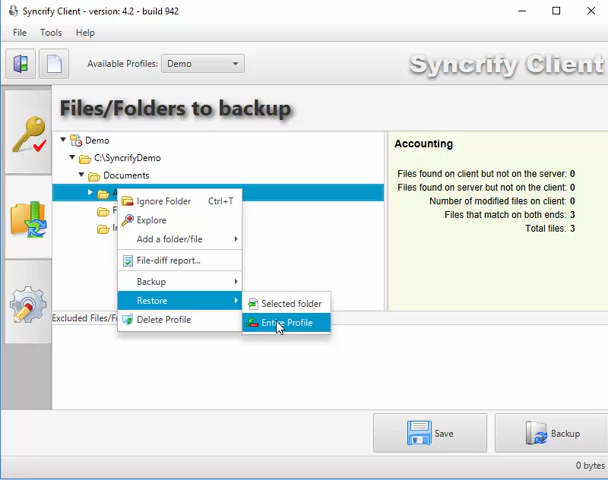 Syncrify Client - version: 4.2 - build 942
File Tools Help
Available Profiles: Demo
Syncrify Client
Files/Folders to backup
Demo
C:\SyncrifyDemo
Documents
Ignore Folder Ctrl+T
Explore
Add a folder/file
File-diff report...
Backup
Restore
Delete Profile
Selected folder
Entire Profile
Accounting
Files found on client but not on the server: 0
Files found on server but not on the client: 0
Number of modified files on client: 0
Files that match on both ends: 3
Total files: 3
Excluded Files/F
Save
Backup
0 bytes